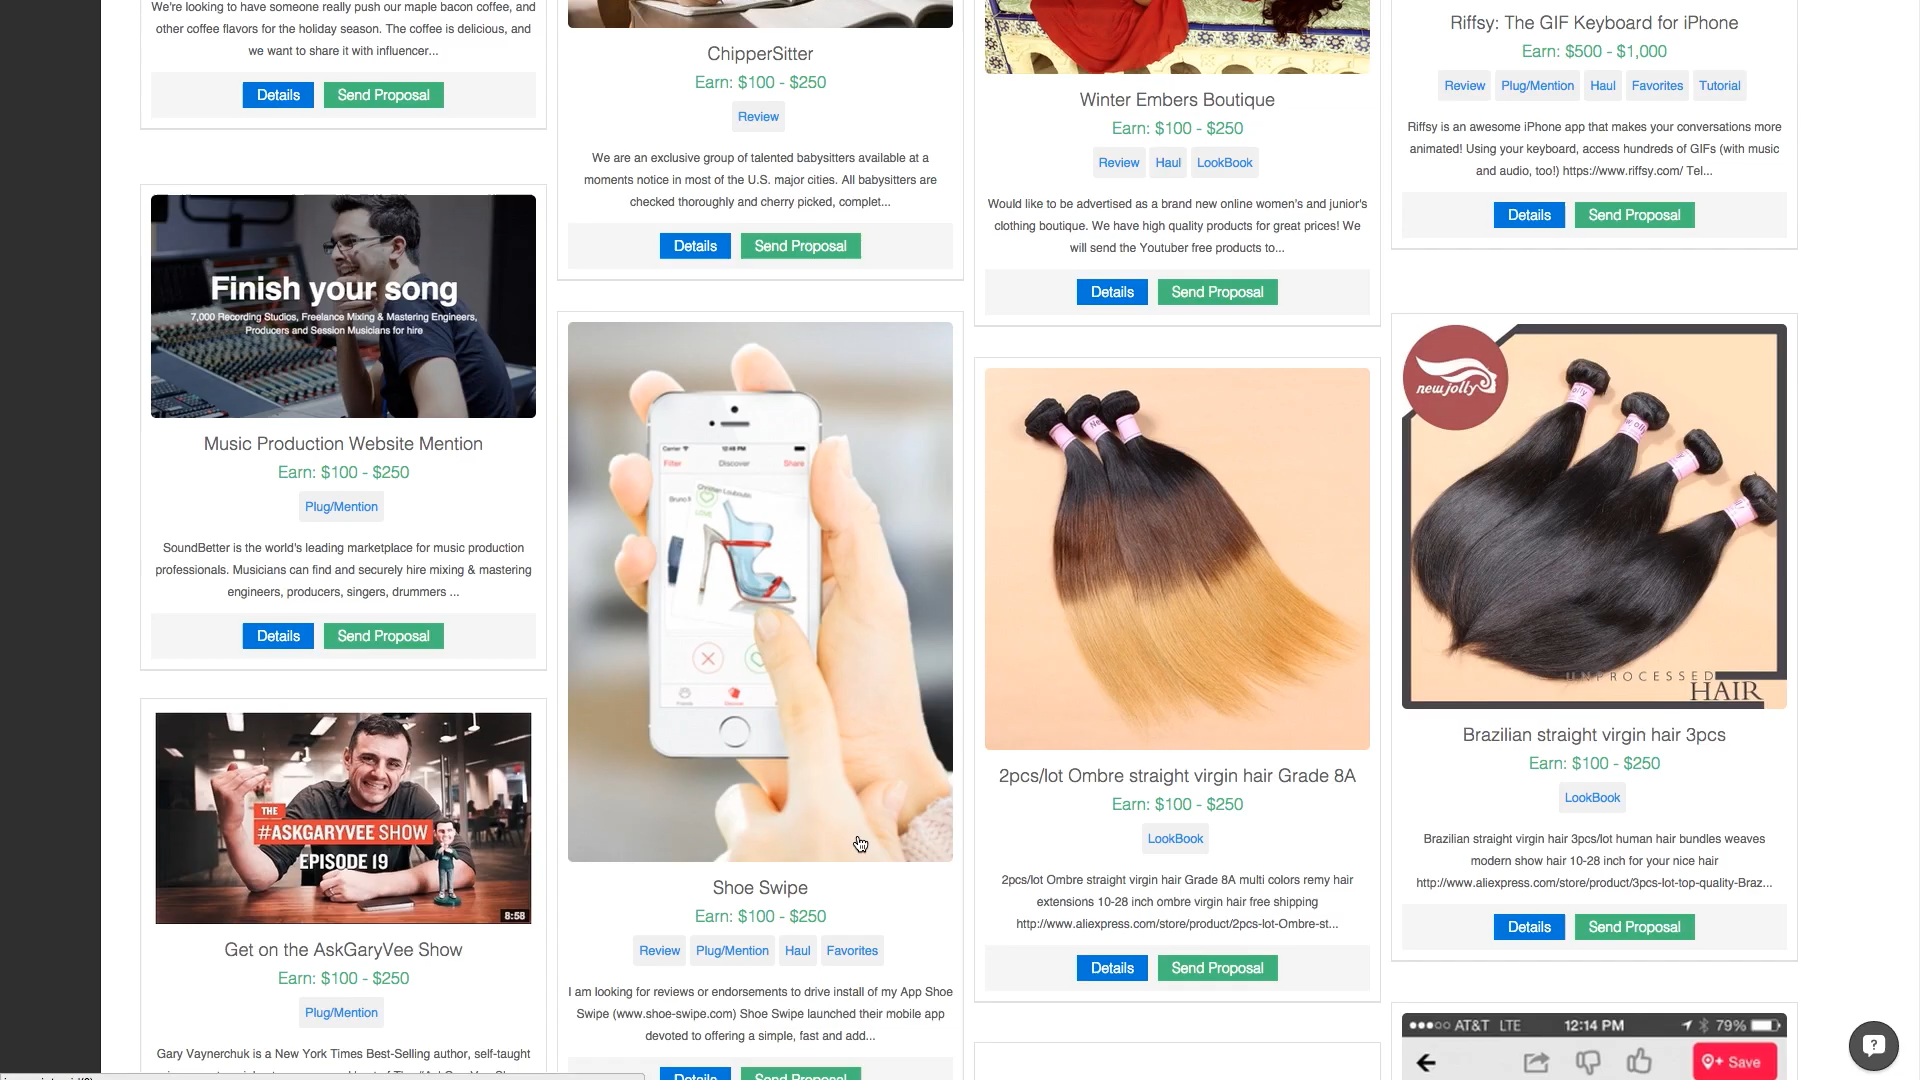 We're looking to have someone really push our maple bacon coffee, and
other coffee flavors for the holiday season. The coffee is delicious, and
we want to share it with influencer...
Details
Send Proposal
Finish your song
7,000 Recording Studios, Freelance Mixing & Mastering Engineers,
Producers and Session Musicians for hire
Music Production Website Mention
Earn: $100 - $250
Plug/Mention
SoundBetter is the world's leading marketplace for music production
professionals. Musicians can find and securely hire mixing & mastering
engineers, producers, singers, drummers ...
Details
Send Proposal
THE
#ASKGARYVEE SHOW
EPISODE 19
8:58
Get on the AskGaryVee Show
Earn: $100 - $250
Plug/Mention
Gary Vaynerchuk is a New York Times Best-Selling author, self-taught
ChipperSitter
Earn: $100 - $250
Review
We are an exclusive group of talented babysitters available at a
moments notice in most of the U.S. major cities. All babysitters are
checked thoroughly and cherry picked, complet...
Details
Send Proposal
Carrier
12:48 PM
Filter
Discover
Share
Christian Louboutin
LOVE
Discover
Shoe Swipe
Earn: $100 - $250
Review
Plug/Mention
Haul
Favorites
I am looking for reviews or endorsements to drive install of my App Shoe
Swipe (www.shoe-swipe.com) Shoe Swipe launched their mobile app
devoted to offering a simple, fast and add...
Details
Send Proposal
Winter Embers Boutique
Earn: $100 - $250
Review
Haul
LookBook
Would like to be advertised as a brand new online women's and junior's
clothing boutique. We have high quality products for great prices! We
will send the Youtuber free products to...
Details
Send Proposal
2pcs/lot Ombre straight virgin hair Grade 8A
Earn: $100 - $250
LookBook
2pcs/lot Ombre straight virgin hair Grade 8A multi colors remy hair
extensions 10-28 inch ombre virgin hair free shipping
http://www.aliexpress.com/store/product/2pcs-lot-Ombre-st...
Details
Send Proposal
Riffsy: The GIF Keyboard for iPhone
Earn: $500 - $1,000
Review
Plug/Mention
Haul
Favorites
Tutorial
Riffsy is an awesome iPhone app that makes your conversations more
animated! Using your keyboard, access hundreds of GIFs (with music
and audio, too!) https://www.riffsy.com/ Tel...
Details
Send Proposal
new jolly
UNPROCESSED
HAIR
Brazilian straight virgin hair 3pcs
Earn: $100 - $250
LookBook
Brazilian straight virgin hair 3pcs/lot human hair bundles weaves
modern show hair 10-28 inch for your nice hair
http://www.aliexpress.com/store/product/3pcs-lot-top-quality-Braz...
Details
Send Proposal
AT&T LTE
12:14 PM
79%
Save